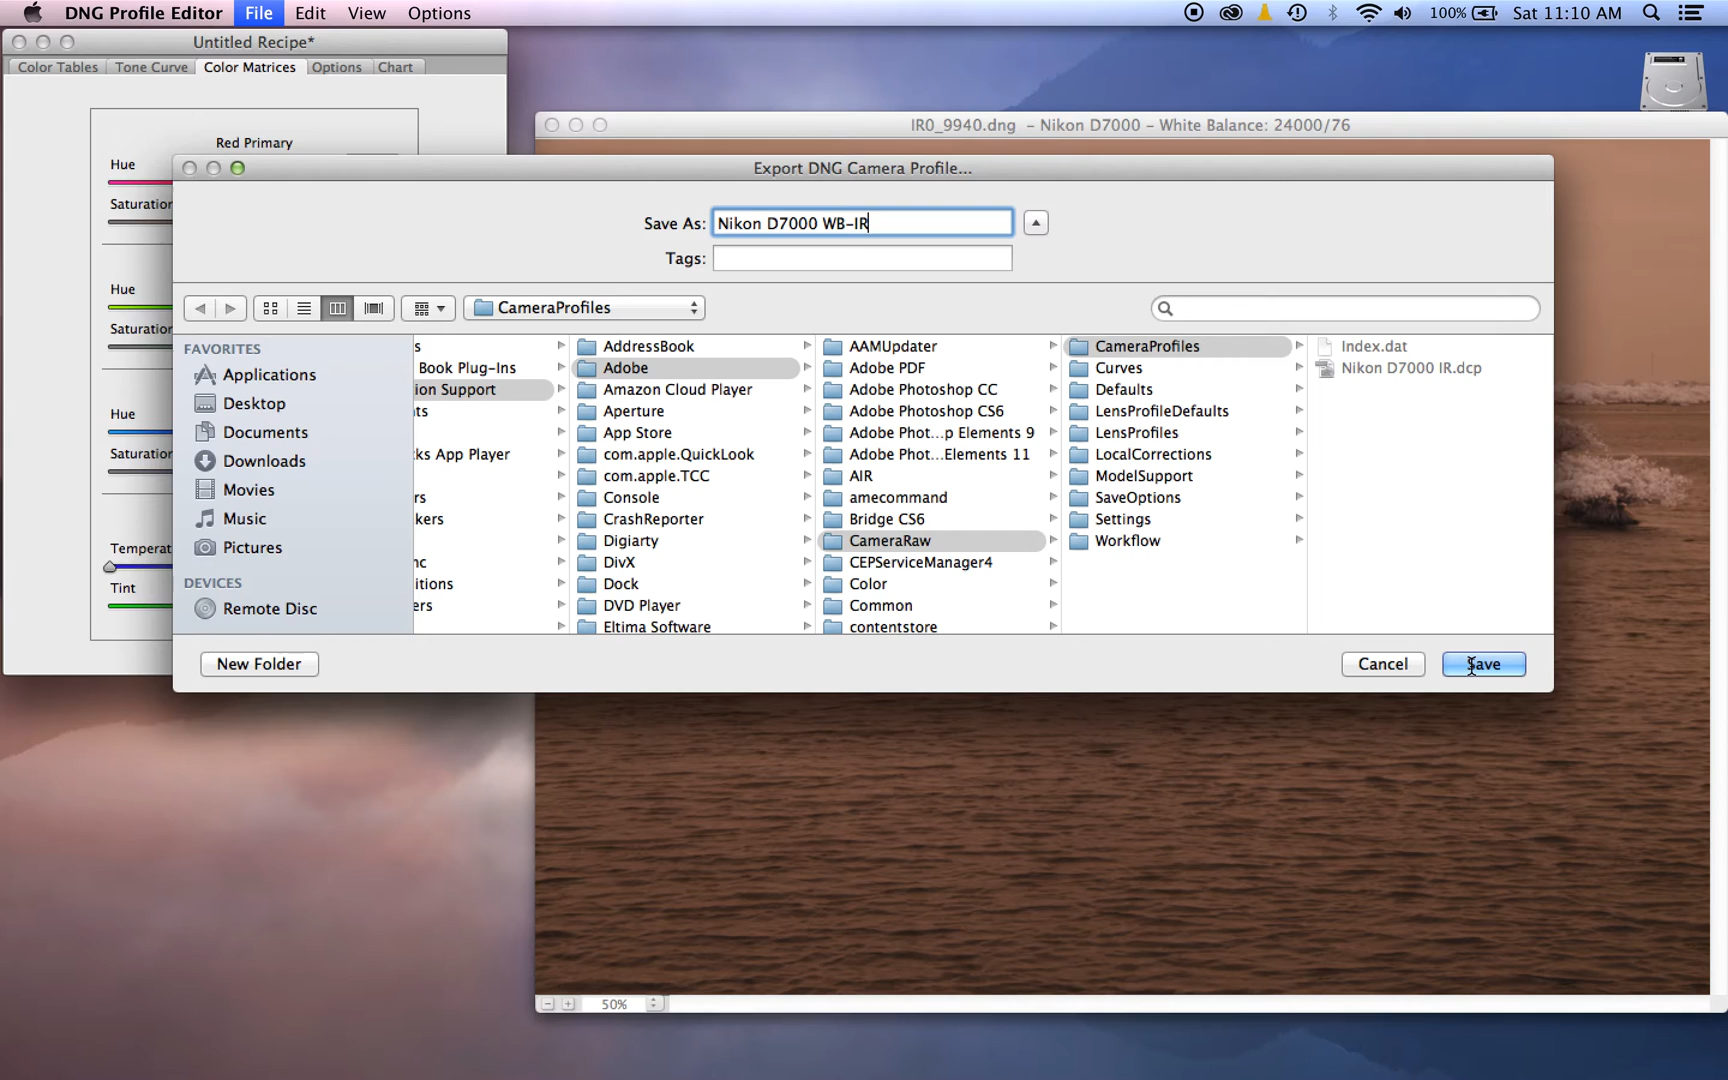 DNG Profile Editor File Edit View Options 100% Sat 11:10 AM
Untitled Recipe*
Color Tables Tone Curve Color Matrices Options Chart
Red Primary
Hue
Saturation
Hue
Saturation
Hue
Saturation
Temperat
Tint
IR0_9940.dng – Nikon D7000 – White Balance: 24000/76
Export DNG Camera Profile...
Save As: Nikon D7000 WB-IR
Tags:
CameraProfiles
FAVORITES
Applications
Desktop
Documents
Downloads
Movies
Music
Pictures
DEVICES
Remote Disc
s
Book Plug-Ins
ion Support
ts
ks App Player
rs
kers
nc
itions
ers
AddressBook
Adobe
Amazon Cloud Player
Aperture
App Store
com.apple.QuickLook
com.apple.TCC
Console
CrashReporter
Digiarty
DivX
Dock
DVD Player
Eltima Software
AAMUpdater
Adobe PDF
Adobe Photoshop CC
Adobe Photoshop CS6
Adobe Phot...p Elements 9
Adobe Phot...Elements 11
AIR
amecommand
Bridge CS6
CameraRaw
CEPServiceManager4
Color
Common
contentstore
CameraProfiles
Curves
Defaults
LensProfileDefaults
LensProfiles
LocalCorrections
ModelSupport
SaveOptions
Settings
Workflow
Index.dat
Nikon D7000 IR.dcp
New Folder Cancel Save
50%